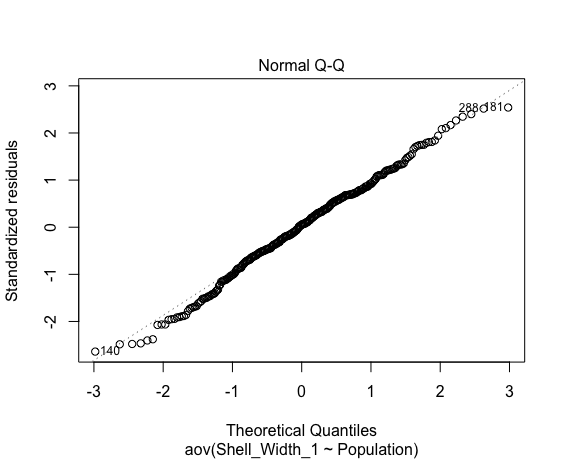 Normal Q-Q
Standardized residuals
3
2
1
0
-1
-2
288 181
140
-3 -2 -1 0 1 2 3
Theoretical Quantiles
aov(Shell_Width_1 ~ Population)